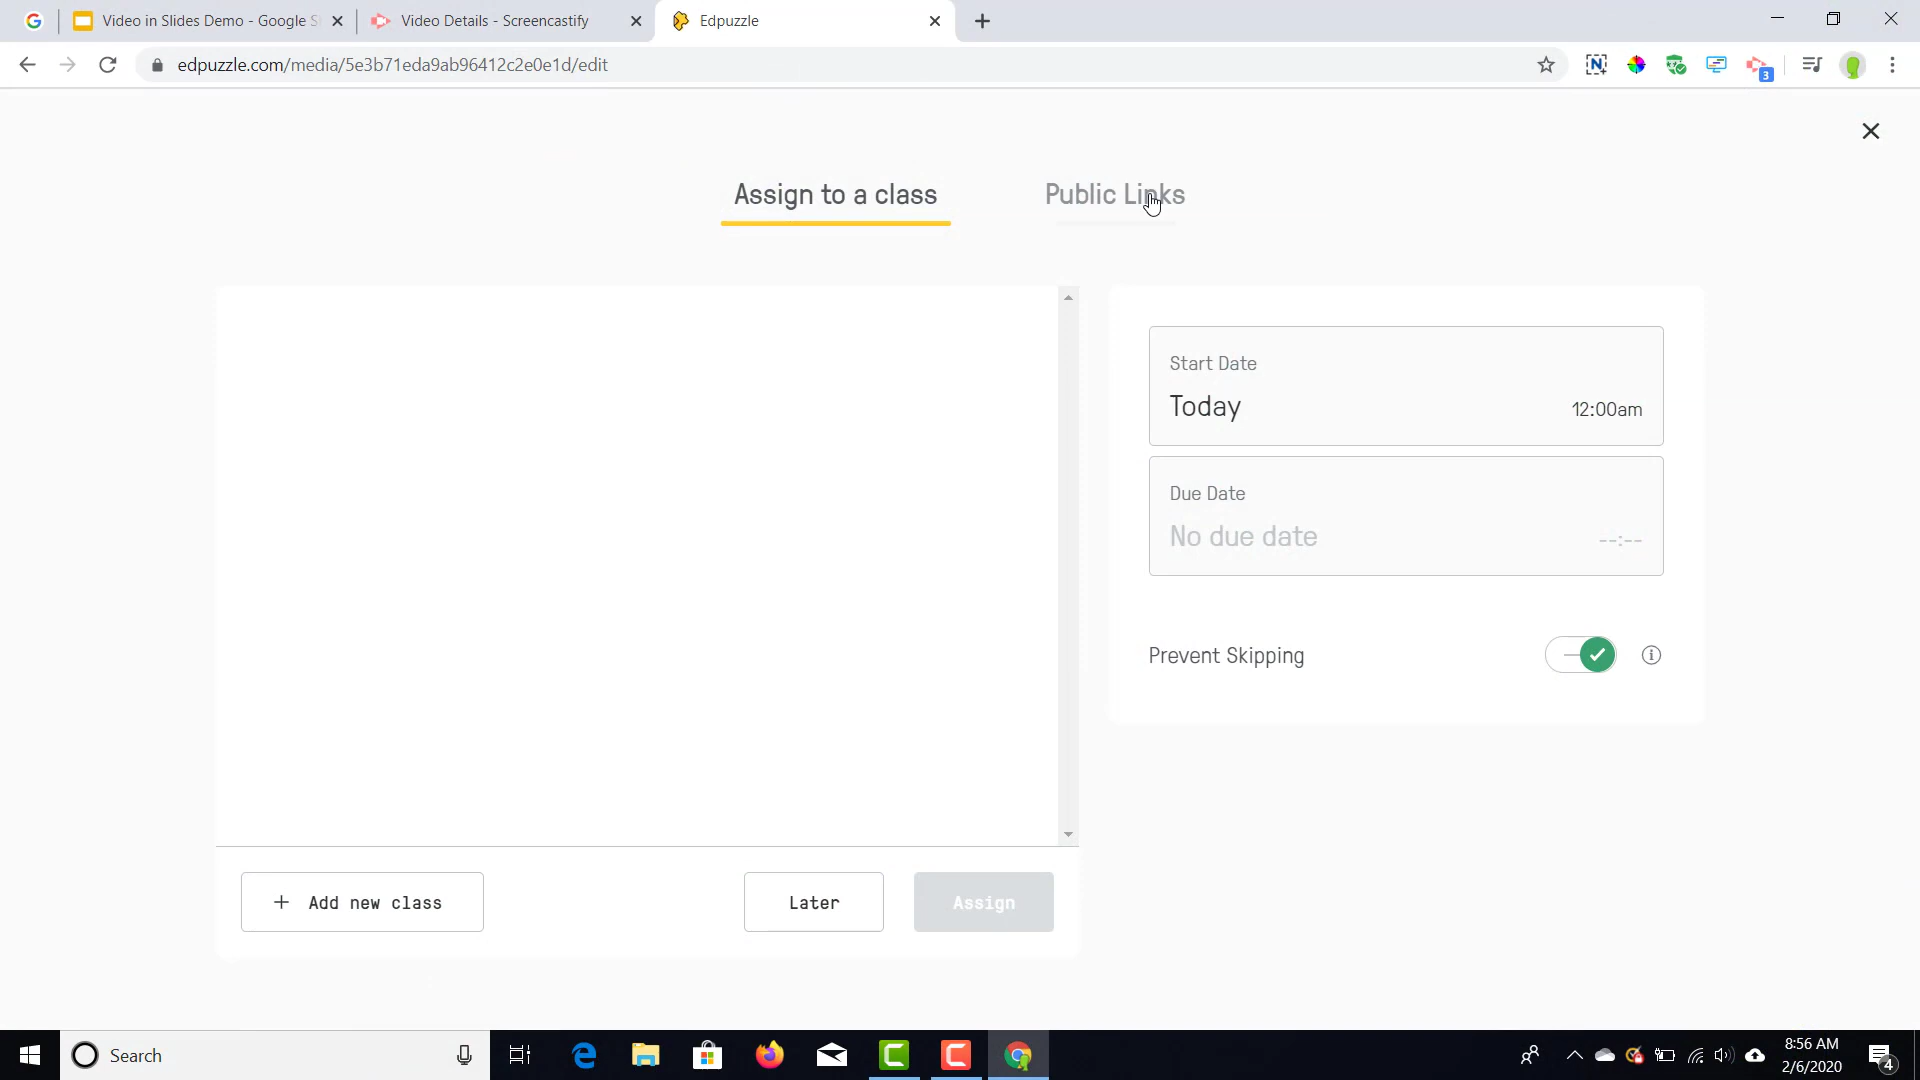 Video in Slides Demo - Google S
Video Details - Screencastify
Edpuzzle
edpuzzle.com/media/5e3b71eda9ab96412c2e0e1d/edit
3
Assign to a class
Public Links
Start Date
Today
12:00am
Due Date
No due date
--:--
Prevent Skipping
+ Add new class
Later
Assign
Search
8:56 AM
2/6/2020
4